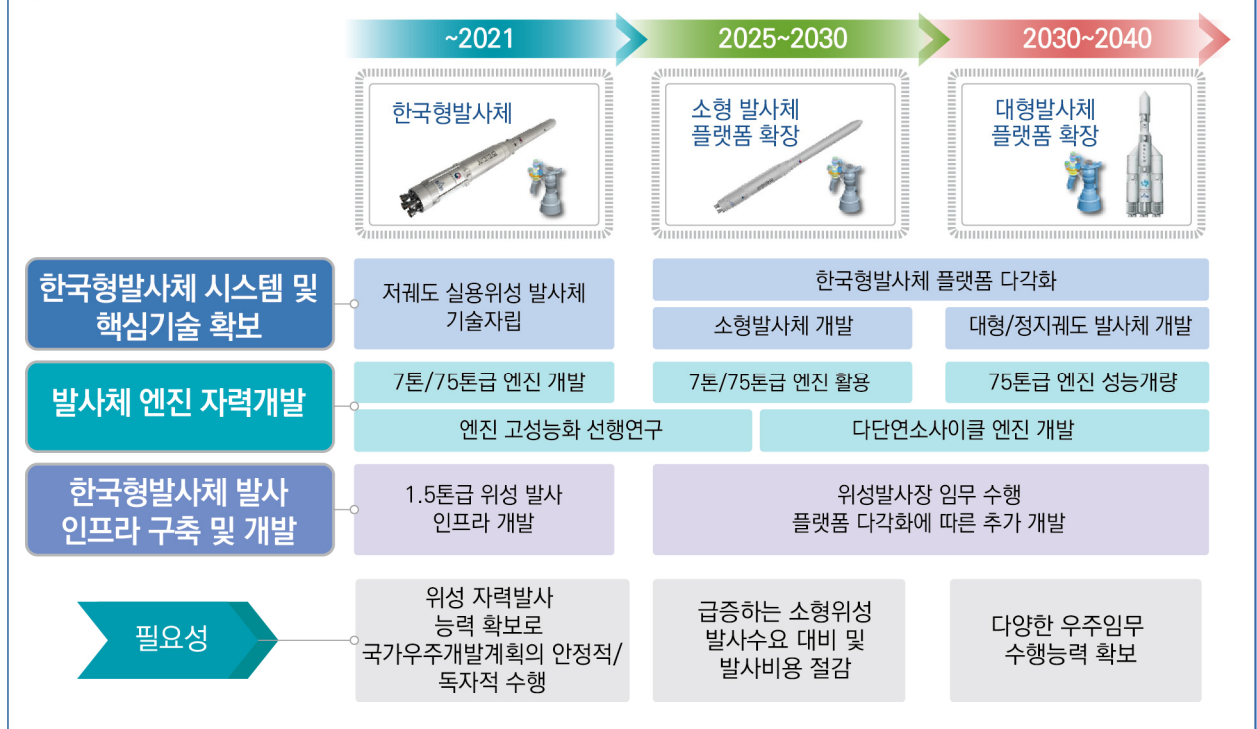 ~2021
2025~2030
2030~2040
한국형발사체
소형 발사체
플랫폼 확장
대형발사체
플랫폼 확장
한국형발사체 시스템 및
핵심기술 확보
저궤도 실용위성 발사체
기술자립
한국형발사체 플랫폼 다각화
소형발사체 개발
대형/정지궤도 발사체 개발
발사체 엔진 자력개발
7톤/75톤급 엔진 개발
7톤/75톤급 엔진 활용
75톤급 엔진 성능개량
엔진 고성능화 선행연구
다단연소사이클 엔진 개발
한국형발사체 발사
인프라 구축 및 개발
1.5톤급 위성 발사
인프라 개발
위성발사장 임무 수행
플랫폼 다각화에 따른 추가 개발
필요성
위성 자력발사
능력 확보로
국가우주개발계획의 안정적/
독자적 수행
급증하는 소형위성
발사수요 대비 및
발사비용 절감
다양한 우주임무
수행능력 확보